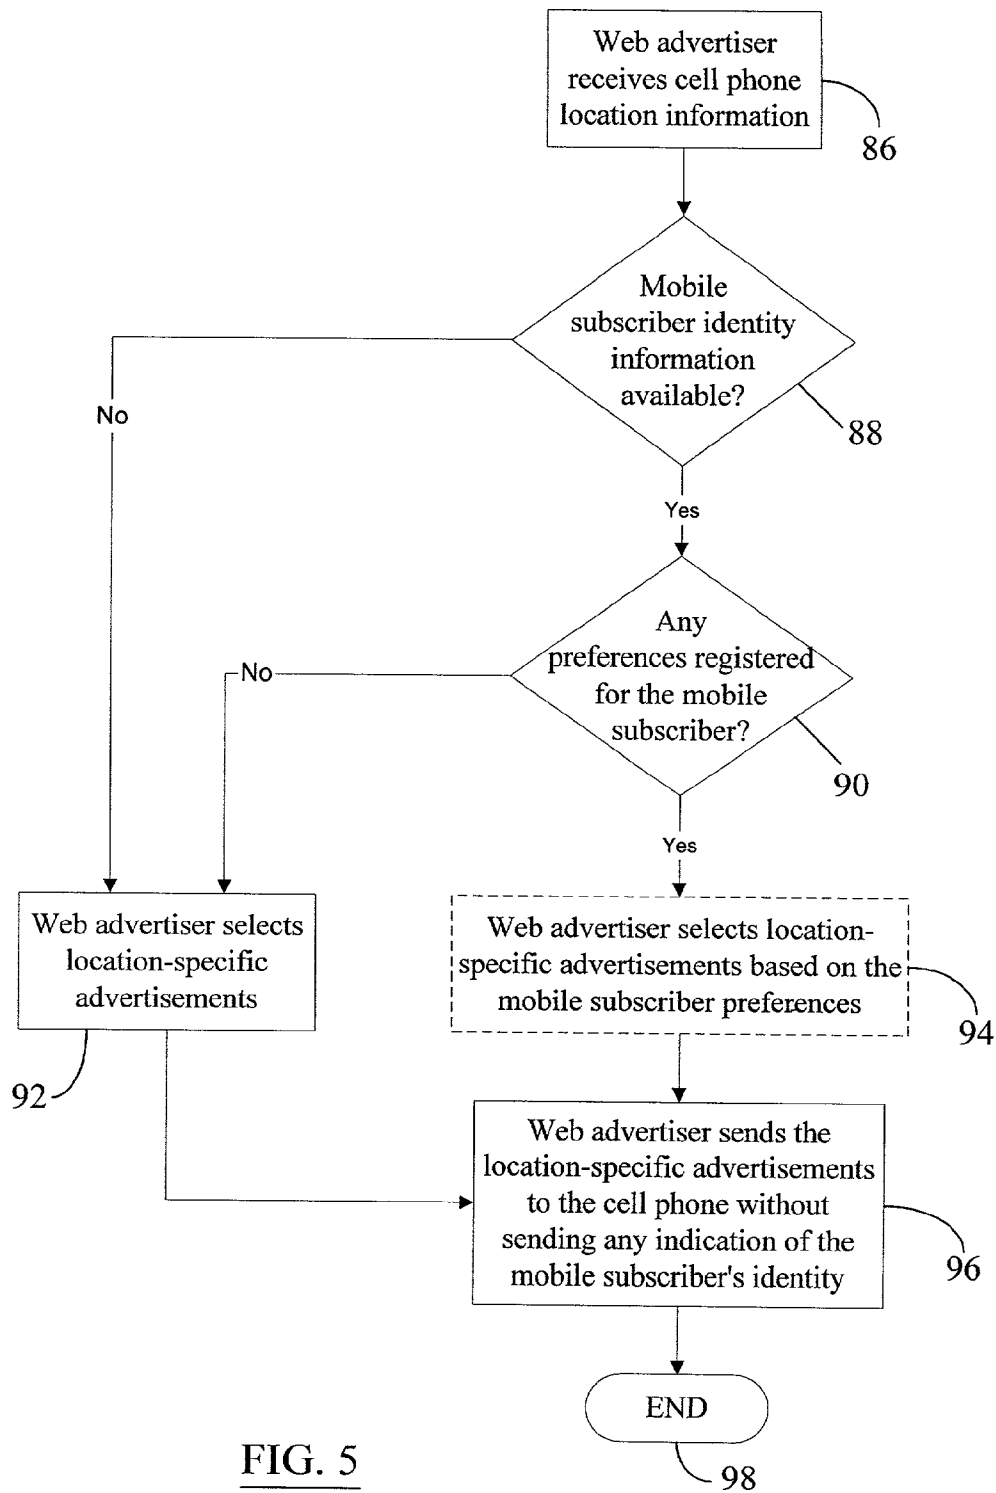 Web advertiser
receives cell phone
location information
86
Mobile
subscriber identity
information
available?
88
No
Yes
Any
preferences registered
for the mobile
subscriber?
90
No
Yes
Web advertiser selects
location-specific
advertisements
92
Web advertiser selects location-
specific advertisements based on the
mobile subscriber preferences
94
Web advertiser sends the
location-specific advertisements
to the cell phone without
sending any indication of the
mobile subscriber's identity
96
END
98
FIG. 5